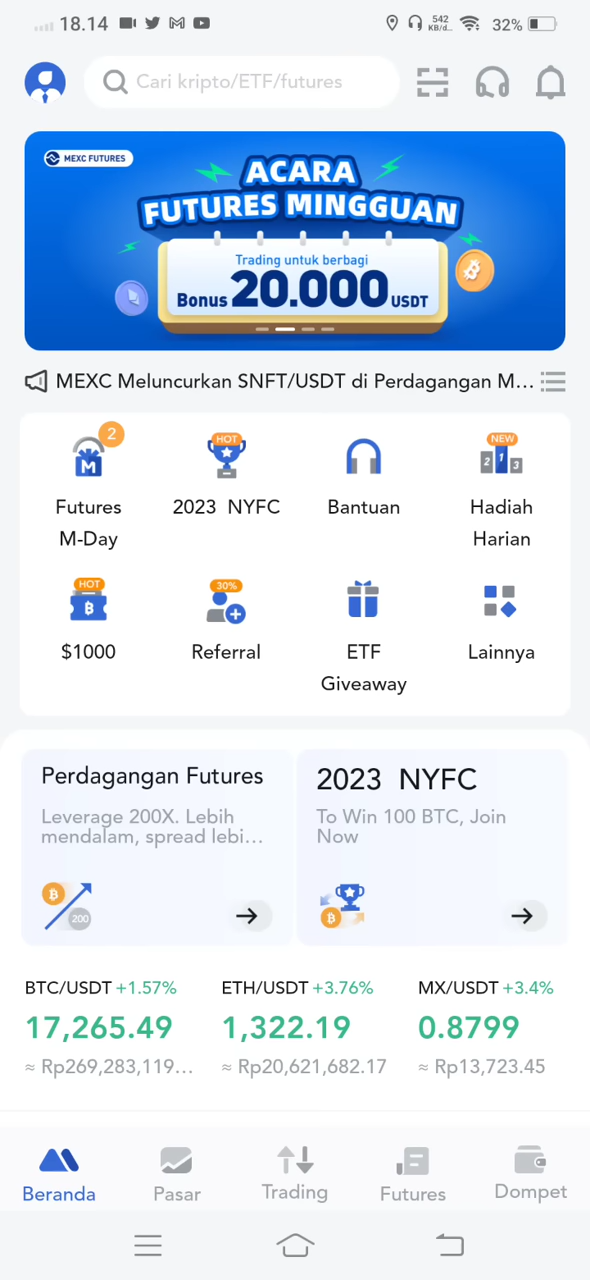 18.14
542
KB/d...
32%
Cari kripto/ETF/futures
MEXC FUTURES
ACARA
FUTURES MINGGUAN
Trading untuk berbagi
Bonus 20.000 USDT
MEXC Meluncurkan SNFT/USDT di Perdagangan M...
2
M
Futures
M-Day
HOT
2023 NYFC
Bantuan
NEW
2 1 3
Hadiah
Harian
HOT
$1000
30%
Referral
ETF
Giveaway
Lainnya
Perdagangan Futures
Leverage 200X. Lebih
mendalam, spread lebi...
200
2023 NYFC
To Win 100 BTC, Join
Now
BTC/USDT +1.57%
17,265.49
≈ Rp269,283,119...
ETH/USDT +3.76%
1,322.19
≈ Rp20,621,682.17
MX/USDT +3.4%
0.8799
≈ Rp13,723.45
Beranda
Pasar
Trading
Futures
Dompet